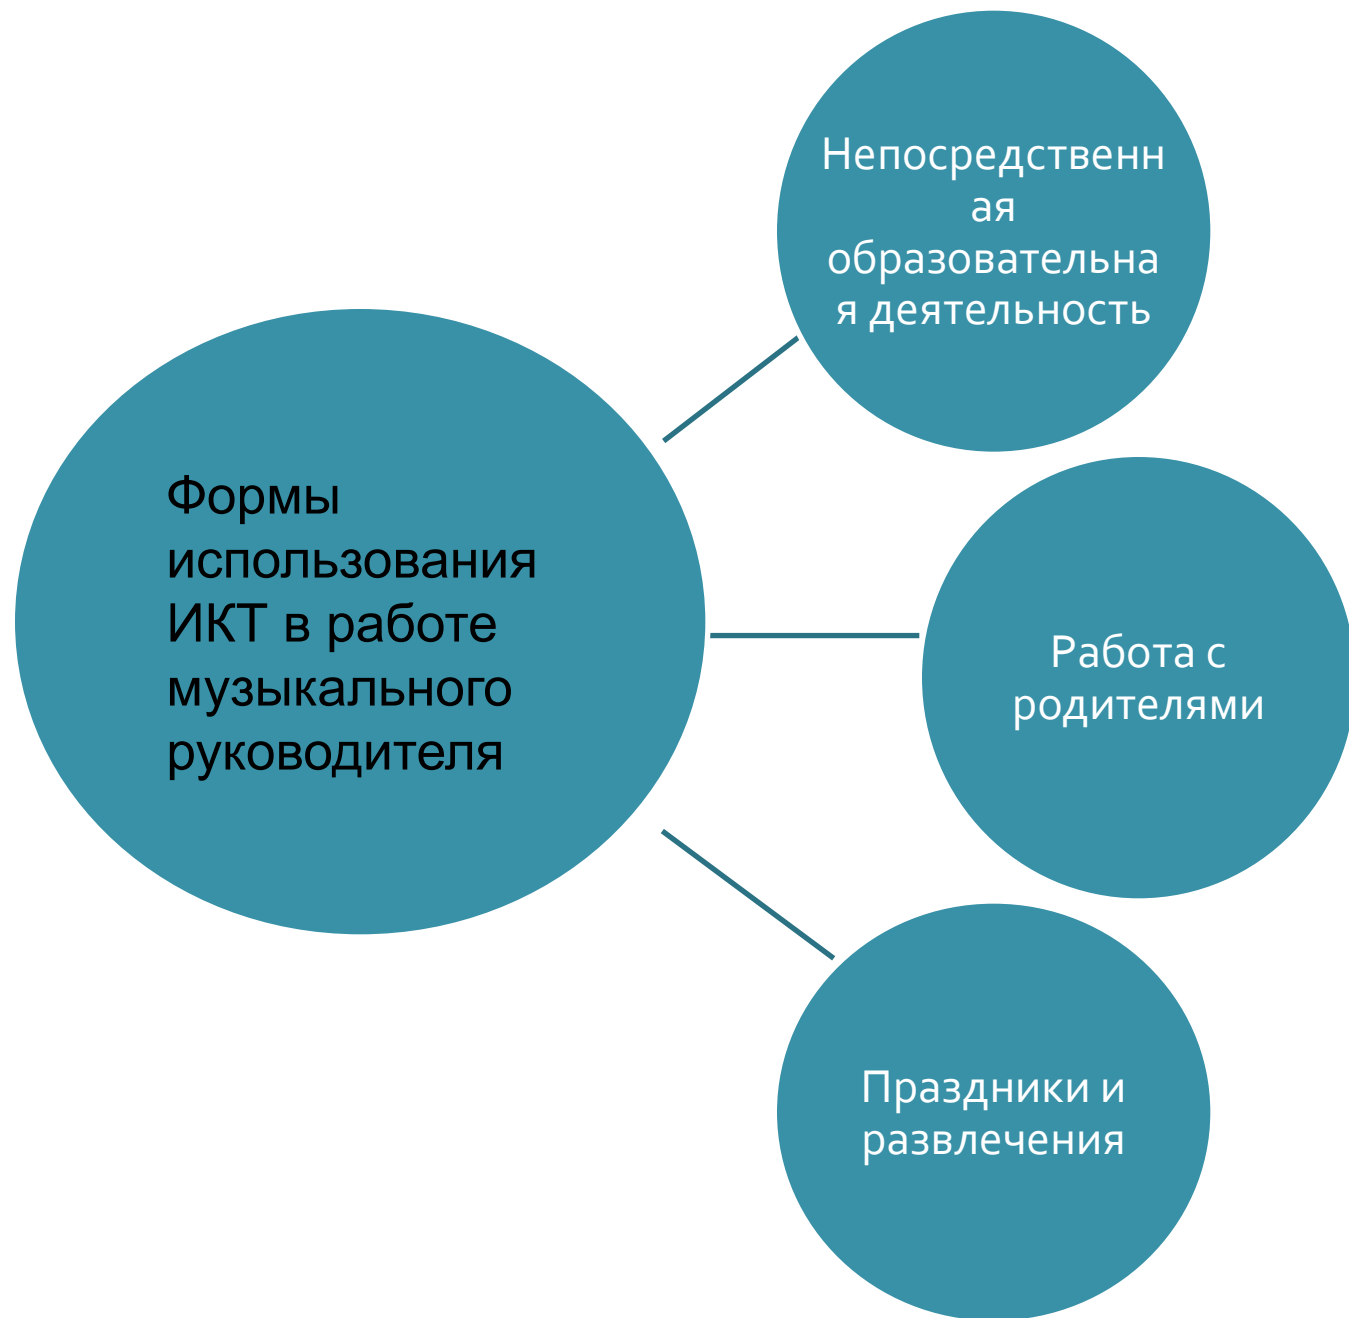 Формы
использования
ИКТ в работе
музыкального
руководителя
Непосредственн
ая
образовательна
я деятельность
Работа с
родителями
Праздники и
развлечения